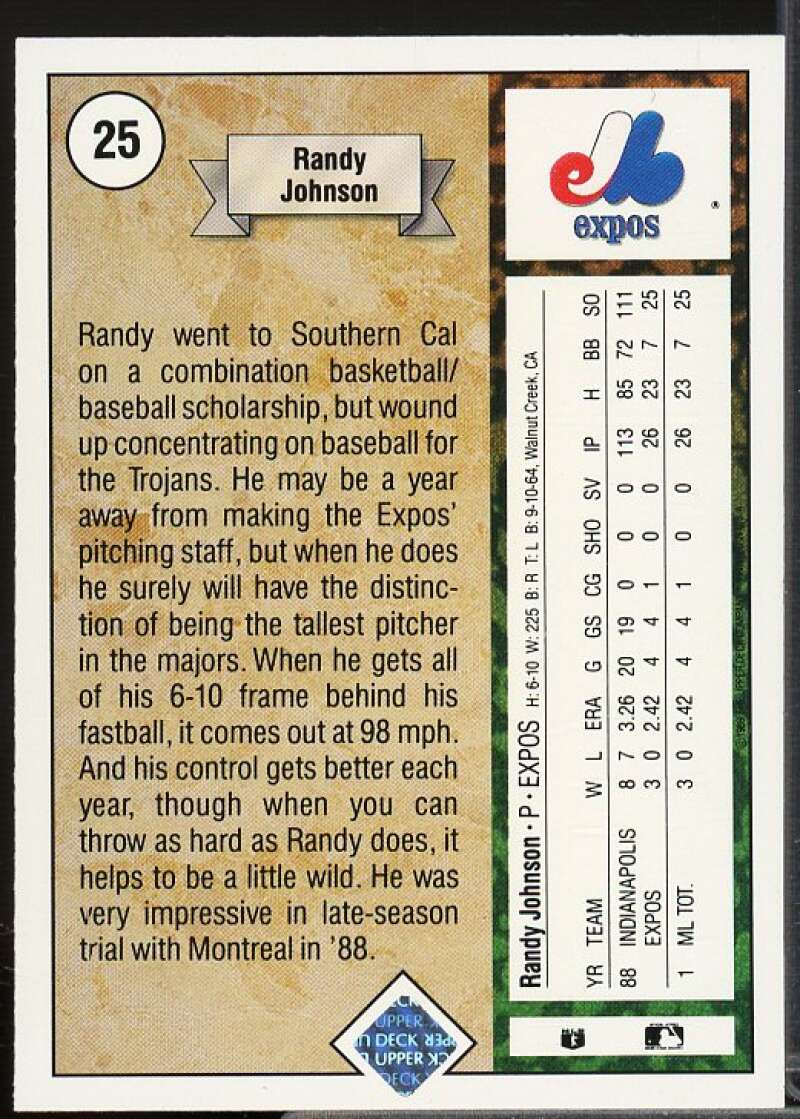 25
Randy
Johnson
Randy went to Southern Cal
on a combination basketball/
baseball scholarship, but wound
up concentrating on baseball for
the Trojans. He may be a year
away from making the Expos'
pitching staff, but when he does
he surely will have the distinc-
tion of being the tallest pitcher
in the majors. When he gets all
of his 6-10 frame behind his
fastball, it comes out at 98 mph.
And his control gets better each
year, though when you can
throw as hard as Randy does, it
helps to be a little wild. He was
very impressive in late-season
trial with Montreal in '88.
expos
®
Randy Johnson • P • EXPOS H: 6-10 W: 225 B: R T: L B: 9-10-64, Walnut Creek, CA
YR TEAM W L ERA G GS CG SHO SV IP H BB SO
88 INDIANAPOLIS 8 7 3.26 20 19 0 0 0 113 85 72 111
EXPOS 3 0 2.42 4 4 1 0 0 26 23 7 25
1 ML TOT. 3 0 2.42 4 4 1 0 0 26 23 7 25
UPPER
DECK
UPPER
DECK